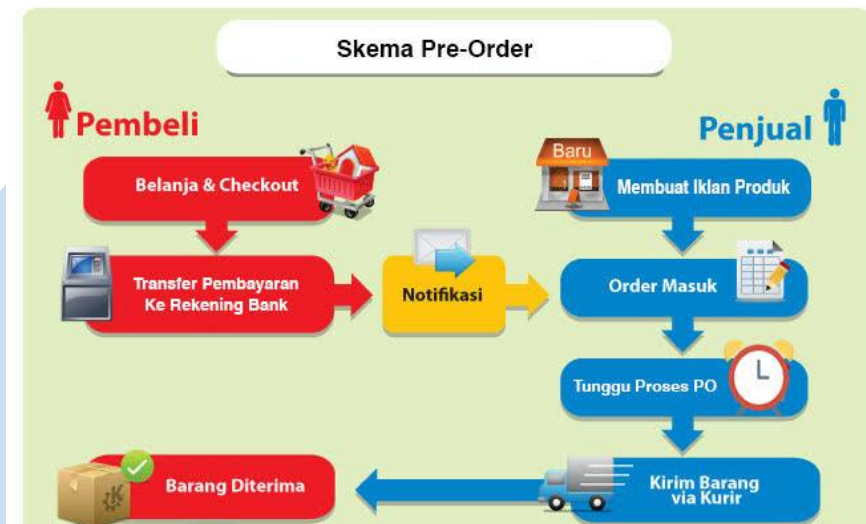 Skema Pre-Order
Pembeli
Penjual
Belanja & Checkout
Baru
Membuat Iklan Produk
Transfer Pembayaran
Ke Rekening Bank
Notifikasi
Order Masuk
Tunggu Proses PO
Barang Diterima
Kirim Barang
via Kurir